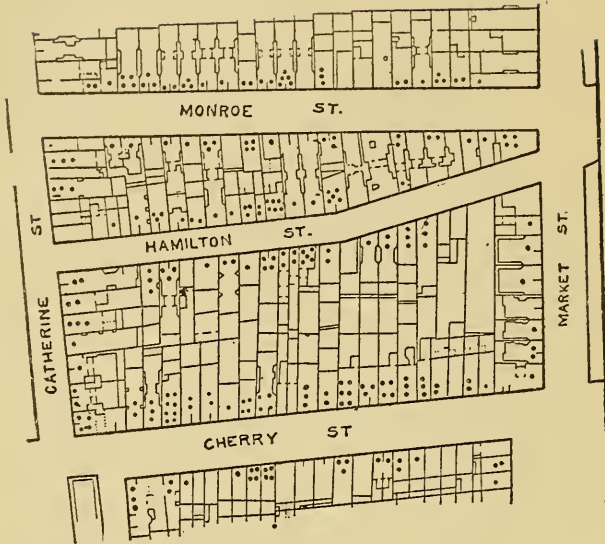 MONROE ST.
HAMILTON ST.
CATHERINE ST
MARKET ST.
CHERRY ST